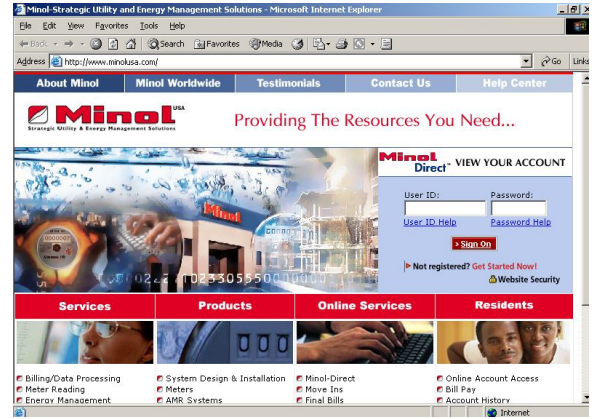 Minol-Strategic Utility and Energy Management Solutions - Microsoft Internet Explorer
File Edit View Favorites Tools Help
Back Search Favorites Media
Address http://www.minolusa.com/ Go Links
About Minol Minol Worldwide Testimonials Contact Us Help Center
Minol USA
Strategic Utility & Energy Management Solutions
Providing The Resources You Need...
Minol Direct VIEW YOUR ACCOUNT
User ID: Password:
User ID Help Password Help
Sign On
Not registered? Get Started Now!
Website Security
Minol
Services Products Online Services Residents
Billing/Data Processing System Design & Installation Minol-Direct Online Account Access
Meter Reading Meters Move Ins Bill Pay
Energy Management AMR Systems Final Bills Account History
Internet